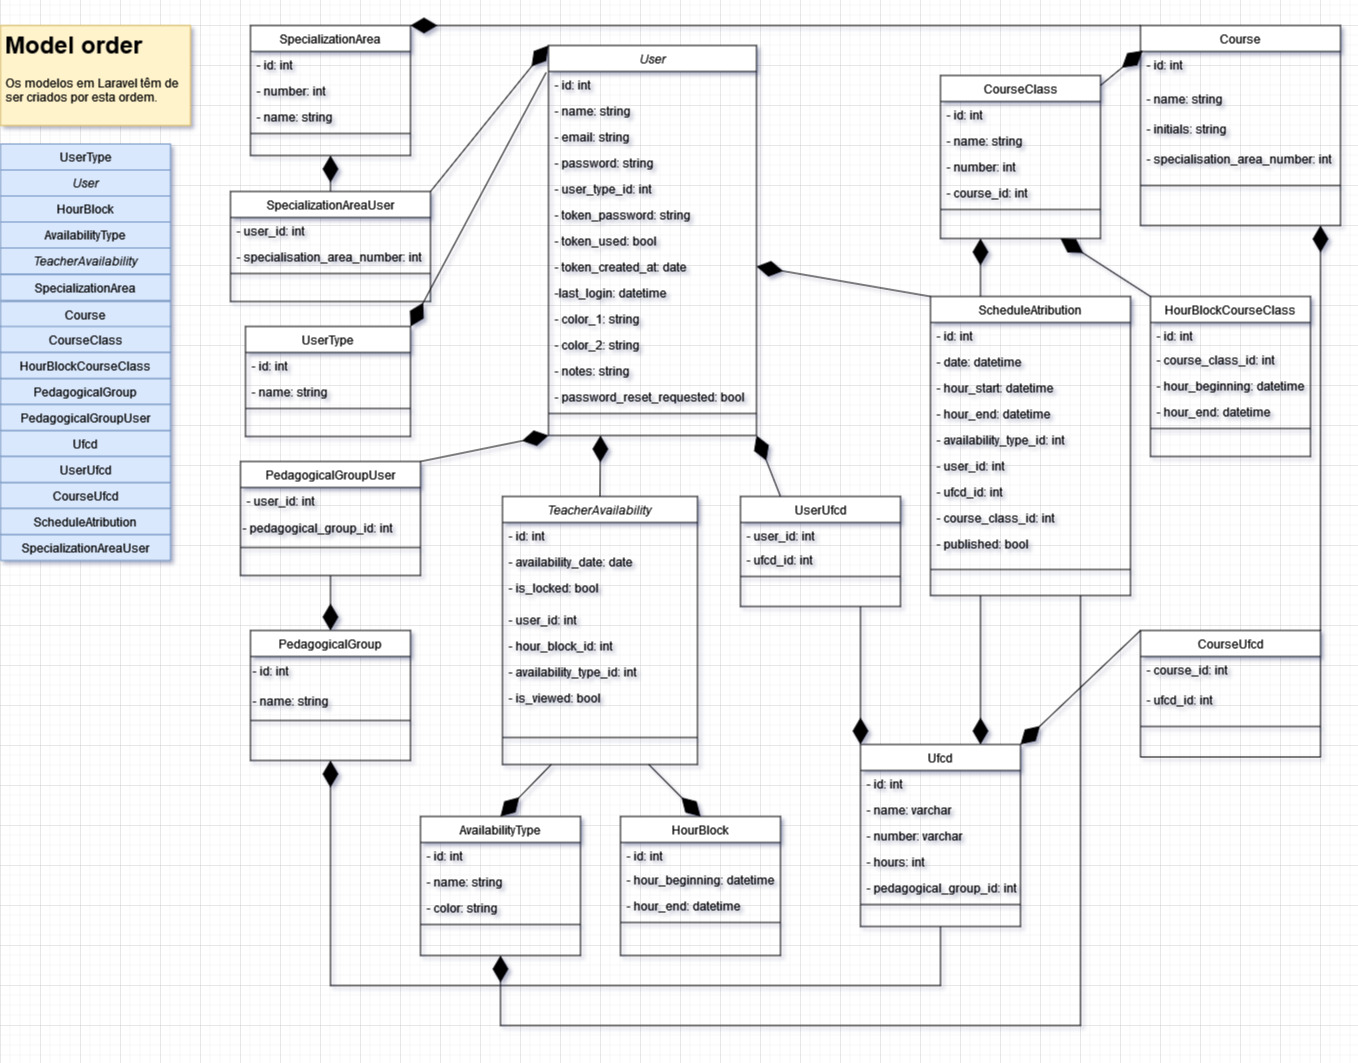 Model order
Os modelos em Laravel têm de
ser criados por esta ordem.
UserType
User
HourBlock
AvailabilityType
TeacherAvailability
SpecializationArea
Course
CourseClass
HourBlockCourseClass
PedagogicalGroup
PedagogicalGroupUser
Ufcd
UserUfcd
CourseUfcd
ScheduleAtribution
SpecializationAreaUser
SpecializationArea
- id: int
- number: int
- name: string
SpecializationAreaUser
- user_id: int
- specialisation_area_number: int
UserType
- id: int
- name: string
PedagogicalGroupUser
- user_id: int
- pedagogical_group_id: int
PedagogicalGroup
- id: int
- name: string
User
- id: int
- name: string
- email: string
- password: string
- user_type_id: int
- token_password: string
- token_used: bool
- token_created_at: date
-last_login: datetime
- color_1: string
- color_2: string
- notes: string
- password_reset_requested: bool
TeacherAvailability
- id: int
- availability_date: date
- is_locked: bool
- user_id: int
- hour_block_id: int
- availability_type_id: int
- is_viewed: bool
AvailabilityType
- id: int
- name: string
- color: string
HourBlock
- id: int
- hour_beginning: datetime
- hour_end: datetime
UserUfcd
- user_id: int
- ufcd_id: int
CourseClass
- id: int
- name: string
- number: int
- course_id: int
Course
- id: int
- name: string
- initials: string
- specialisation_area_number: int
ScheduleAtribution
- id: int
- date: datetime
- hour_start: datetime
- hour_end: datetime
- availability_type_id: int
- user_id: int
- ufcd_id: int
- course_class_id: int
- published: bool
HourBlockCourseClass
- id: int
- course_class_id: int
- hour_beginning: datetime
- hour_end: datetime
CourseUfcd
- course_id: int
- ufcd_id: int
Ufcd
- id: int
- name: varchar
- number: varchar
- hours: int
- pedagogical_group_id: int